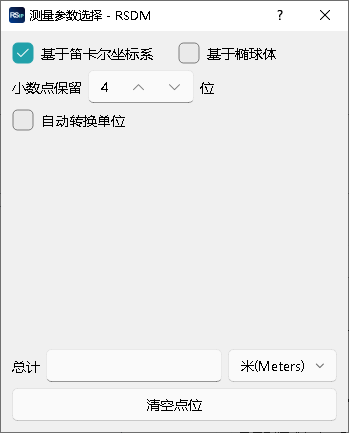 测量参数选择 - RSDM
基于笛卡尔坐标系 基于椭球体
小数点保留 4 位
自动转换单位
总计 米(Meters)
清空点位